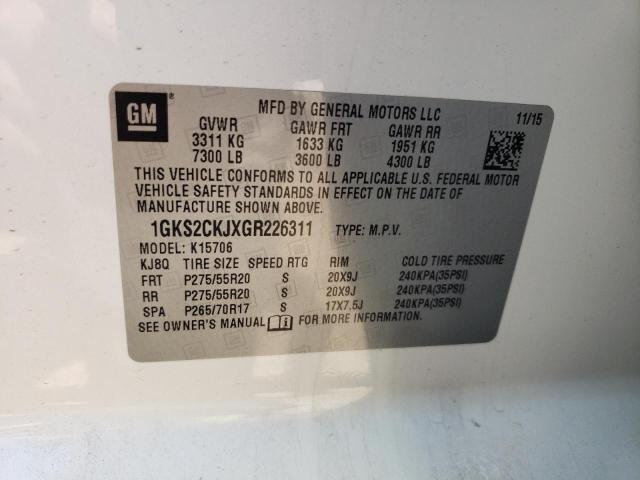 GM ® MFD BY GENERAL MOTORS LLC 11/15
GVWR GAWR FRT GAWR RR
3311 KG 1633 KG 1951 KG
7300 LB 3600 LB 4300 LB
THIS VEHICLE CONFORMS TO ALL APPLICABLE U.S. FEDERAL MOTOR
VEHICLE SAFETY STANDARDS IN EFFECT ON THE DATE OF
MANUFACTURE SHOWN ABOVE.
1GKS2CKJXGR226311 TYPE: M.P.V.
MODEL: K15706
KJ8Q TIRE SIZE SPEED RTG RIM COLD TIRE PRESSURE
FRT P275/55R20 S 20X9J 240KPA(35PSI)
RR P275/55R20 S 20X9J 240KPA(35PSI)
SPA P265/70R17 S 17X7.5J 240KPA(35PSI)
SEE OWNER'S MANUAL i FOR MORE INFORMATION.